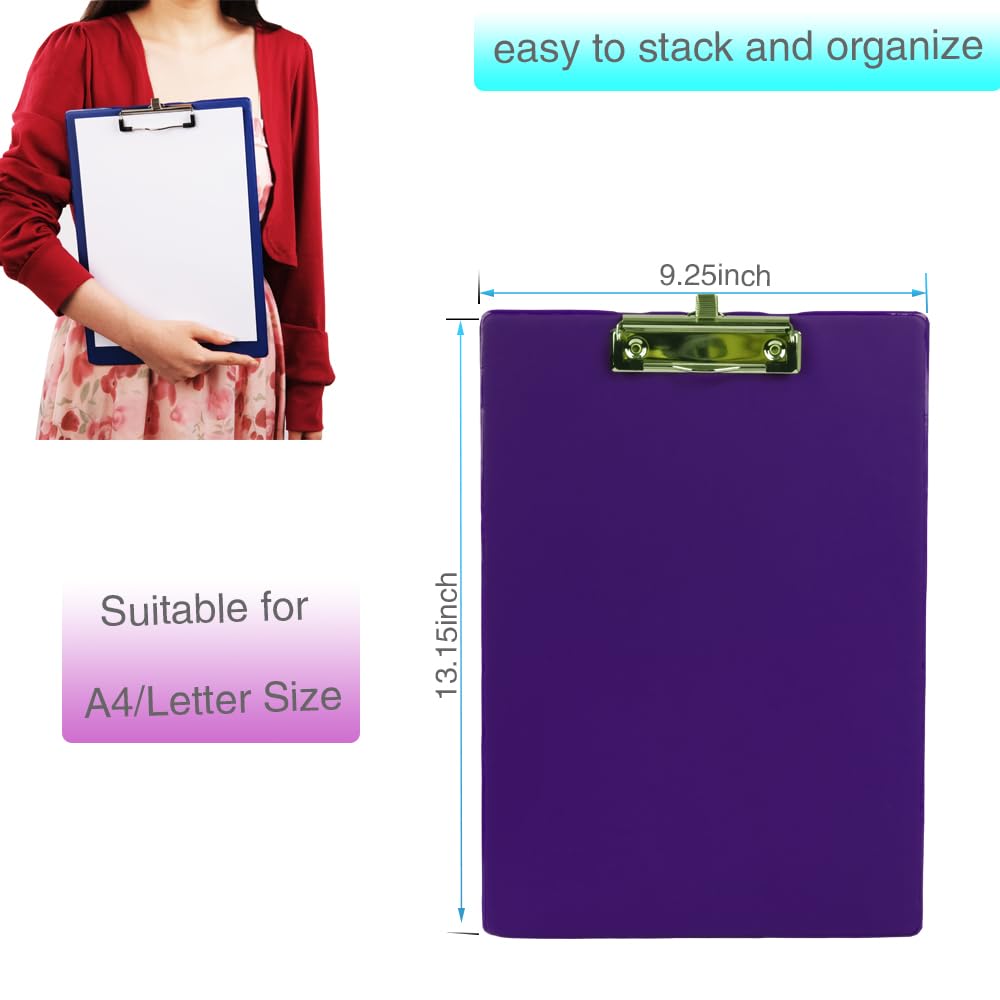 easy to stack and organize
9.25inch
13.15inch
Suitable for
A4/Letter Size